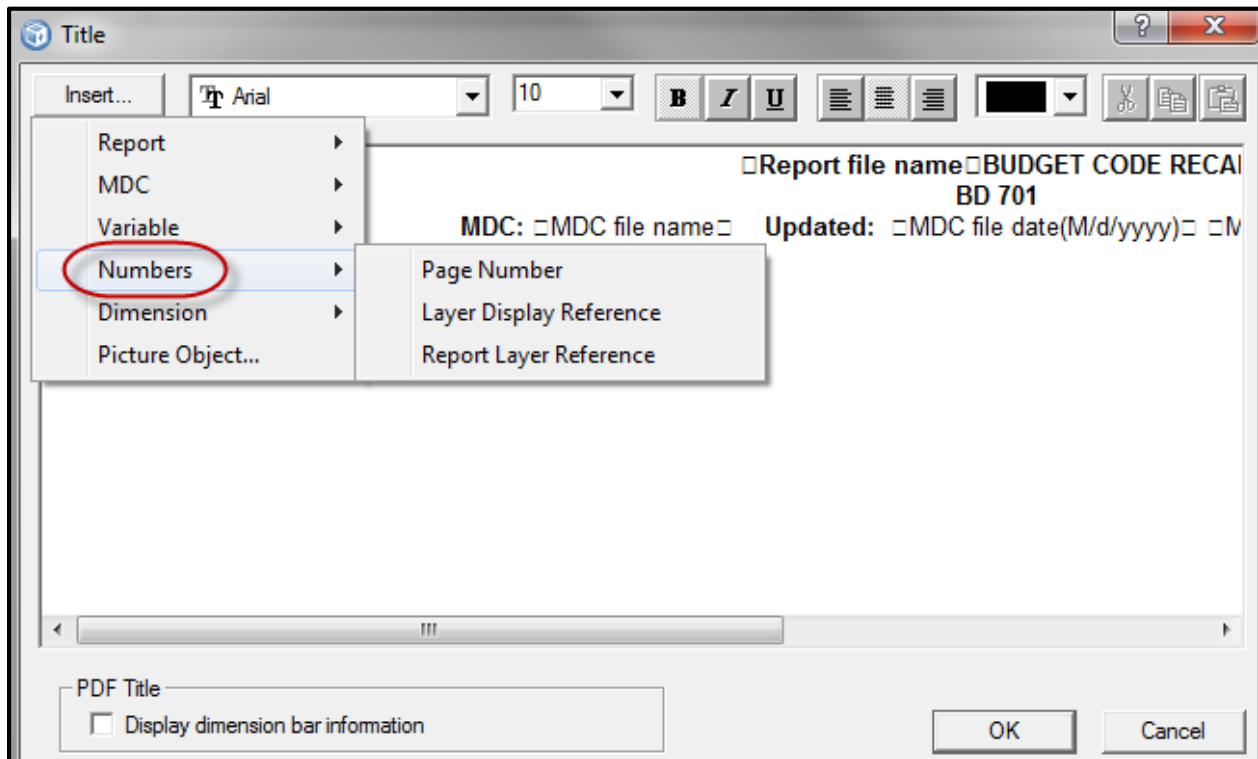 Title
Insert... Arial 10 B I U
Report
MDC
Variable
Numbers
Dimension
Picture Object...
Page Number
Layer Display Reference
Report Layer Reference
□Report file name□BUDGET CODE RECA
BD 701
MDC: □MDC file name□ Updated: □MDC file date(M/d/yyyy)□ □M
PDF Title
Display dimension bar information
OK Cancel